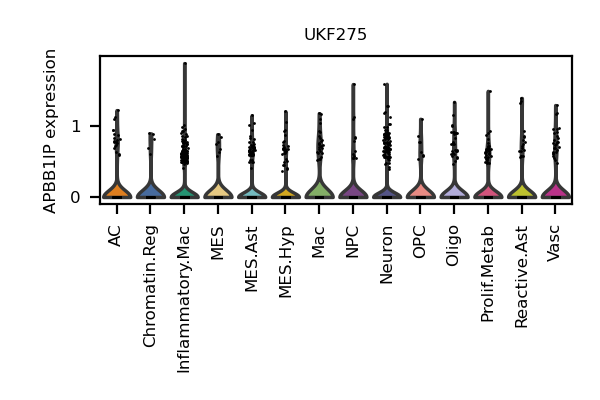 UKF275
APBB1IP expression
1
0
AC
Chromatin.Reg
Inflammatory.Mac
MES
MES.Ast
MES.Hyp
Mac
NPC
Neuron
OPC
Oligo
Prolif.Metab
Reactive.Ast
Vasc